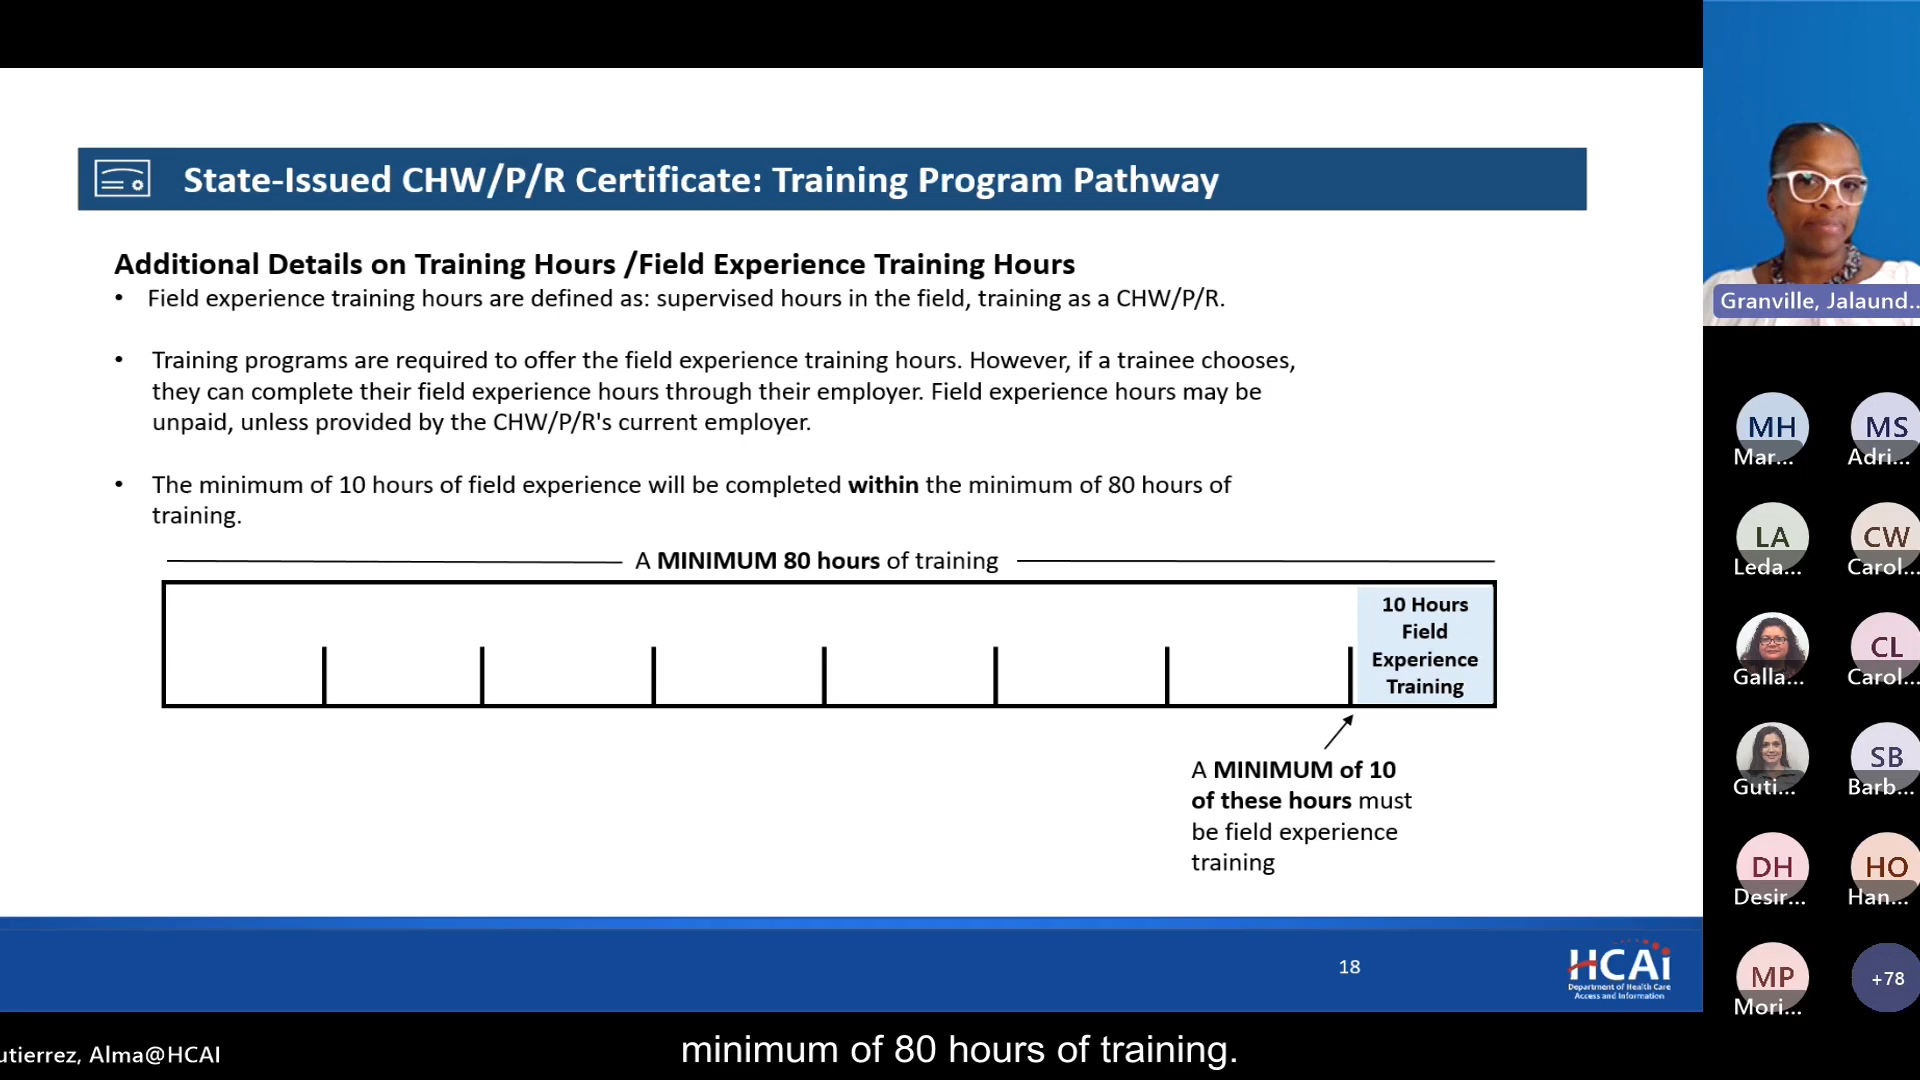 State-Issued CHW/P/R Certificate: Training Program Pathway
Additional Details on Training Hours /Field Experience Training Hours
• Field experience training hours are defined as: supervised hours in the field, training as a CHW/P/R.
• Training programs are required to offer the field experience training hours. However, if a trainee chooses,
they can complete their field experience hours through their employer. Field experience hours may be
unpaid, unless provided by the CHW/P/R's current employer.
• The minimum of 10 hours of field experience will be completed within the minimum of 80 hours of
training.
A MINIMUM 80 hours of training
10 Hours
Field
Experience
Training
A MINIMUM of 10
of these hours must
be field experience
training
18
HCAi
Department of Health Care
Access and Information
Granville, Jalaund...
MH
Mar...
MS
Adri...
LA
Leda...
CW
Carol...
Galla...
CL
Carol...
Guti...
SB
Barb...
DH
Desir...
HO
Han...
MP
Mori...
+78
utierrez, Alma@HCAI
minimum of 80 hours of training.